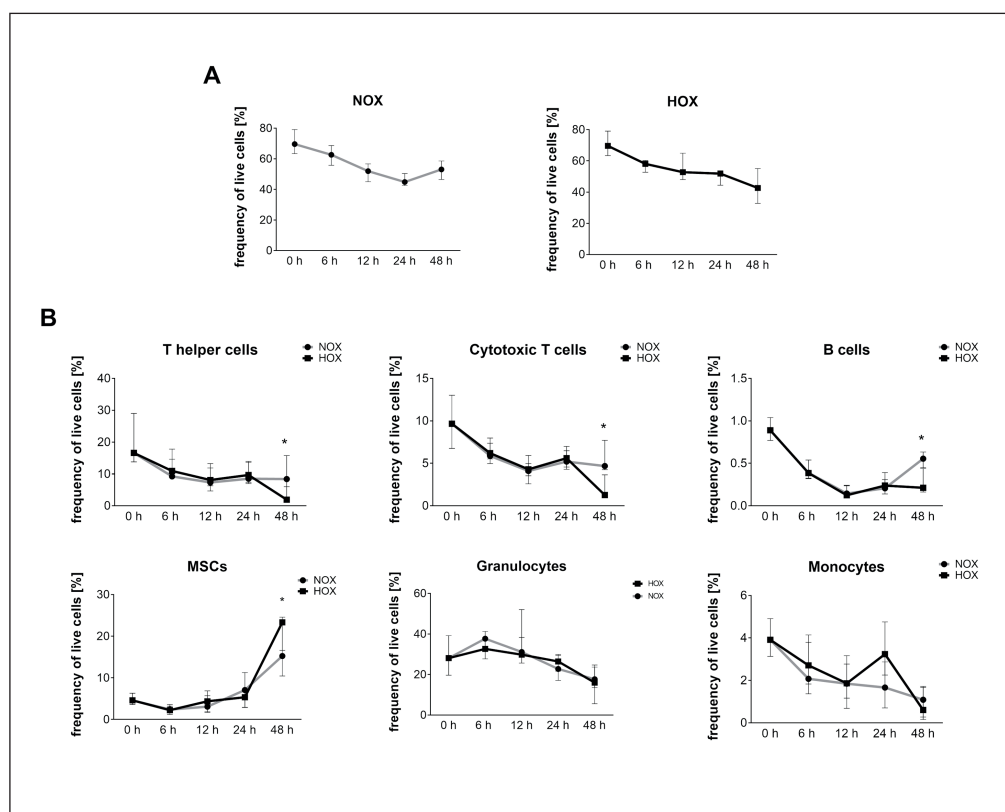 A
NOX
HOX
frequency of live cells [%]
80
60
40
20
0
0 h 6 h 12 h 24 h 48 h
frequency of live cells [%]
80
60
40
20
0
0 h 6 h 12 h 24 h 48 h
B
T helper cells
NOX
HOX
frequency of live cells [%]
40
30
20
10
0
*
0 h 6 h 12 h 24 h 48 h
Cytotoxic T cells
NOX
HOX
frequency of live cells [%]
15
10
5
0
*
0 h 6 h 12 h 24 h 48 h
B cells
NOX
HOX
frequency of live cells [%]
1.5
1.0
0.5
0.0
*
0 h 6 h 12 h 24 h 48 h
MSCs
NOX
HOX
frequency of live cells [%]
30
20
10
0
*
0 h 6 h 12 h 24 h 48 h
Granulocytes
HOX
NOX
frequency of live cells [%]
60
40
20
0
0 h 6 h 12 h 24 h 48 h
Monocytes
NOX
HOX
frequency of live cells [%]
6
4
2
0
0 h 6 h 12 h 24 h 48 h